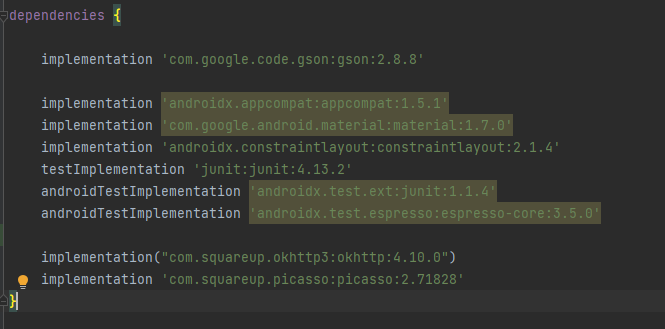 dependencies {
implementation 'com.google.code.gson:gson:2.8.8'
implementation 'androidx.appcompat:appcompat:1.5.1'
implementation 'com.google.android.material:material:1.7.0'
implementation 'androidx.constraintlayout:constraintlayout:2.1.4'
testImplementation 'junit:junit:4.13.2'
androidTestImplementation 'androidx.test.ext:junit:1.1.4'
androidTestImplementation 'androidx.test.espresso:espresso-core:3.5.0'
implementation("com.squareup.okhttp3:okhttp:4.10.0")
implementation 'com.squareup.picasso:picasso:2.71828'
}